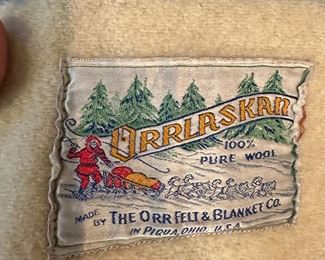 ORRLASKAN
100%
PURE WOOL
MADE BY THE ORR FELT & BLANKET CO.
IN PIQUA, OHIO, U.S.A.